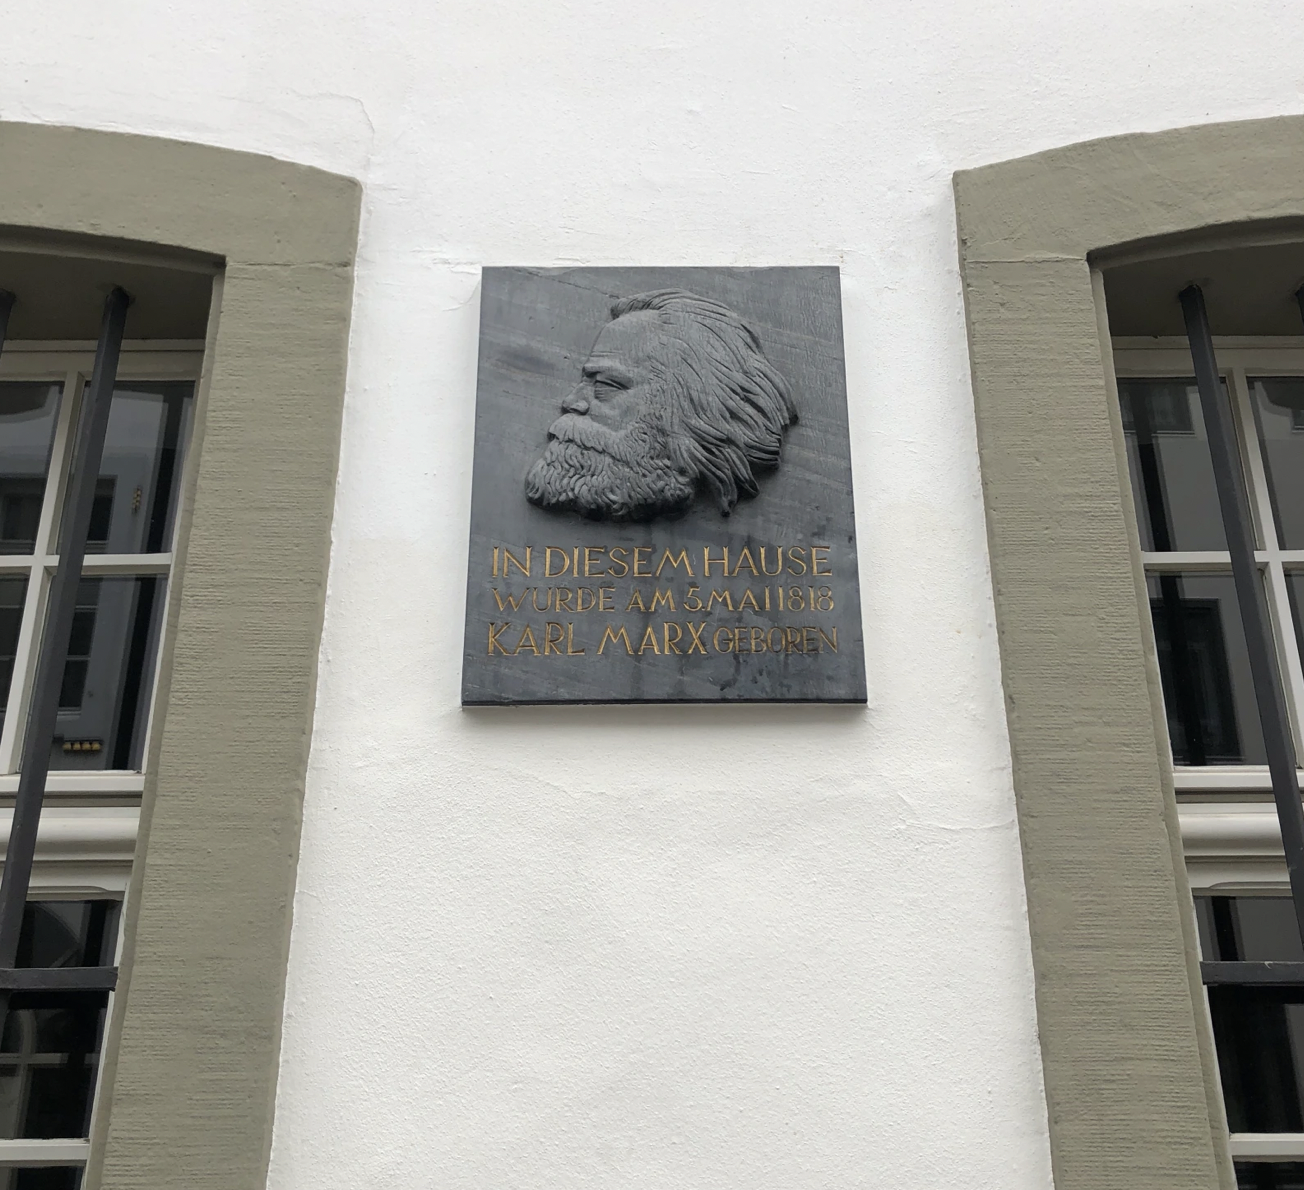 IN DIESEM HAUSE
WURDE AM 5. MAI 1818
KARL MARX GEBOREN